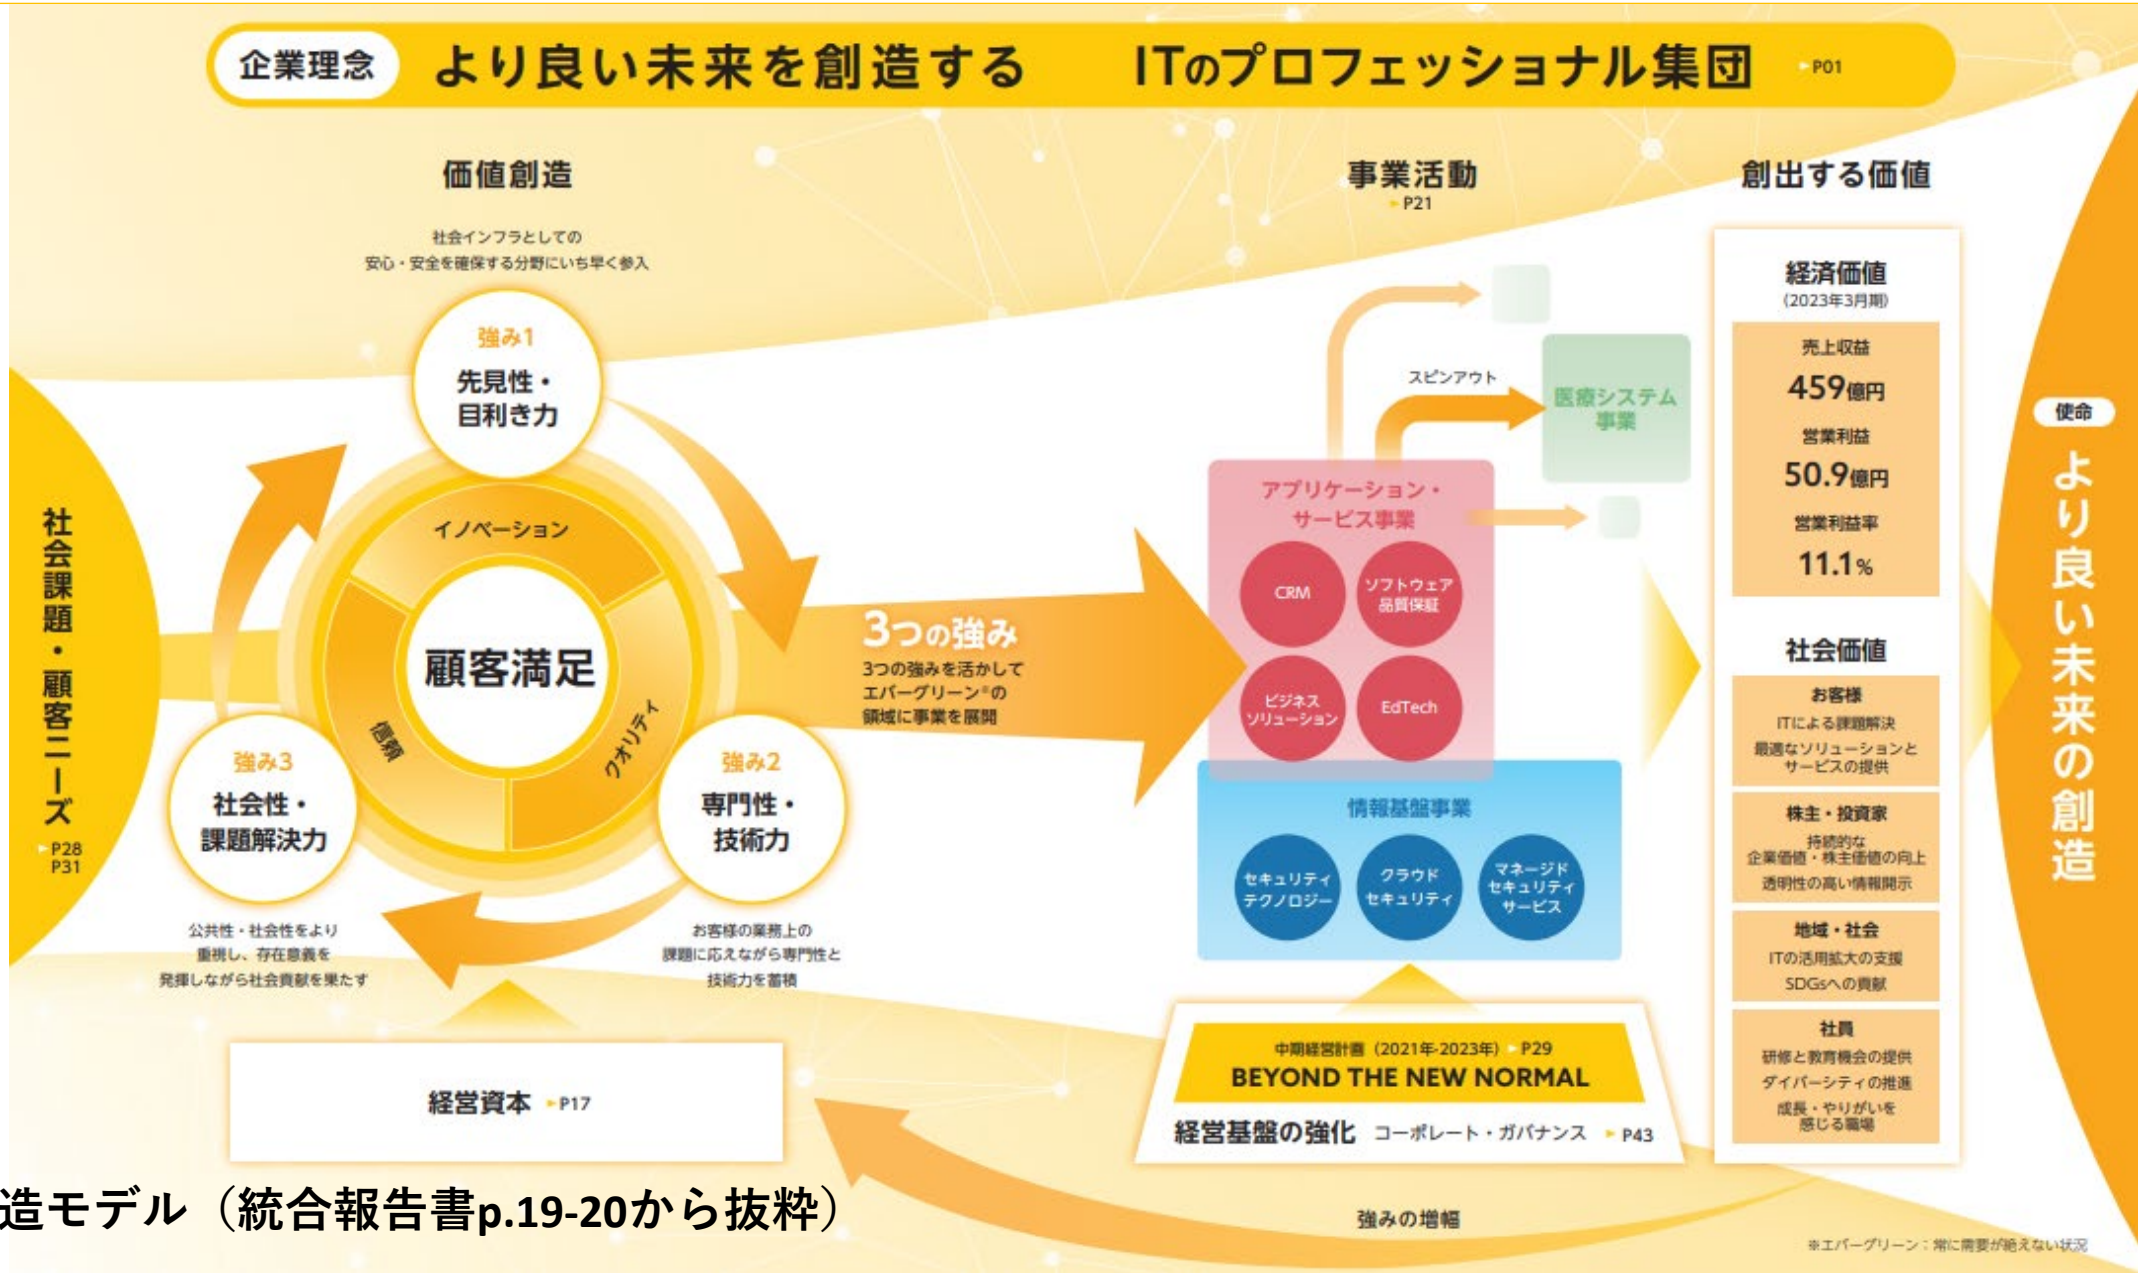 企業理念
より良い未来を創造する ITのプロフェッショナル集団
P01
価値創造
社会インフラとしての
安心・安全を確保する分野にいち早く参入
強み1
先見性・
目利き力
イノベーション
顧客満足
信頼
クオリティ
強み3
社会性・
課題解決力
公共性・社会性をより
重視し、存在意義を
発揮しながら社会貢献を果たす
強み2
専門性・
技術力
お客様の業務上の
課題に応えながら専門性と
技術力を蓄積
社会課題・顧客ニーズ
P28
P31
経営資本 P17
3つの強み
3つの強みを活かして
エバーグリーン※の
領域に事業を展開
事業活動
P21
スピンアウト
医療システム
事業
アプリケーション・
サービス事業
CRM
ソフトウェア
品質保証
ビジネス
ソリューション
EdTech
情報基盤事業
セキュリティ
テクノロジー
クラウド
セキュリティ
マネージド
セキュリティ
サービス
中期経営計画（2021年-2023年） P29
BEYOND THE NEW NORMAL
経営基盤の強化 コーポレート・ガバナンス P43
強みの増幅
創出する価値
経済価値
（2023年3月期）
売上収益
459億円
営業利益
50.9億円
営業利益率
11.1%
社会価値
お客様
ITによる課題解決
最適なソリューションと
サービスの提供
株主・投資家
持続的な
企業価値・株主価値の向上
透明性の高い情報開示
地域・社会
ITの活用拡大の支援
SDGsへの貢献
社員
研修と教育機会の提供
ダイバーシティの推進
成長・やりがいを
感じる職場
使命
より良い未来の創造
造モデル（統合報告書p.19-20から抜粋）
※エバーグリーン：常に需要が絶えない状況